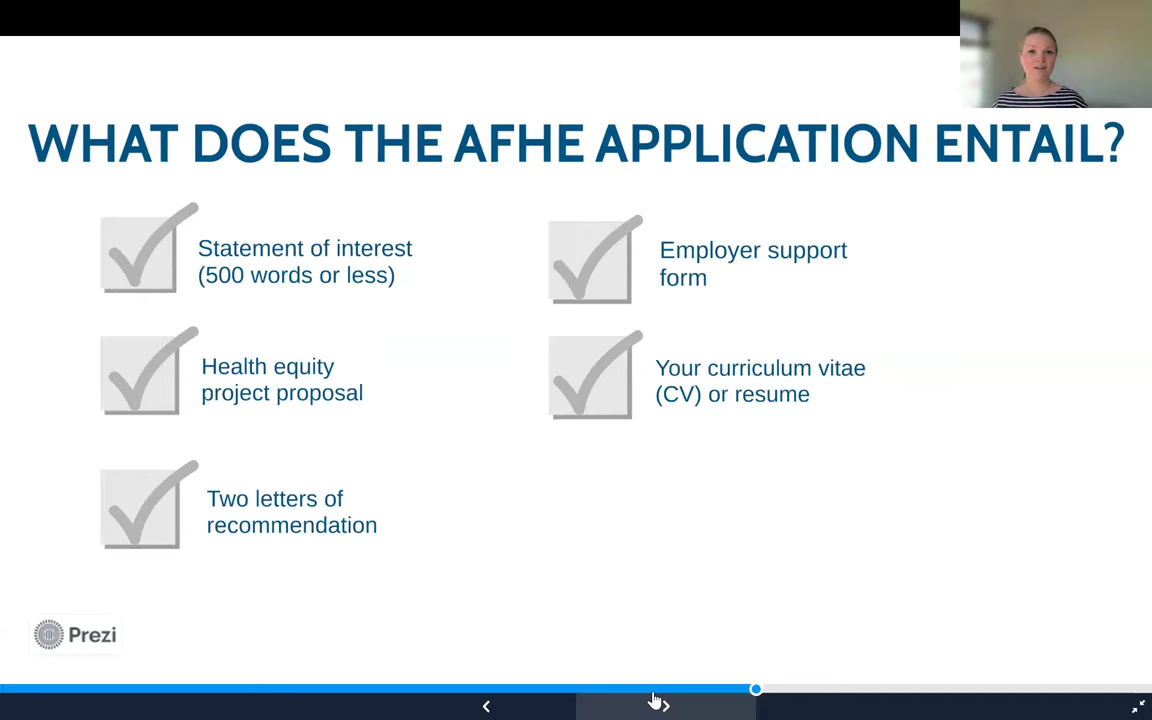 WHAT DOES THE AFHE APPLICATION ENTAIL?
Statement of interest
(500 words or less)
Health equity
project proposal
Two letters of
recommendation
Employer support
form
Your curriculum vitae
(CV) or resume
Prezi